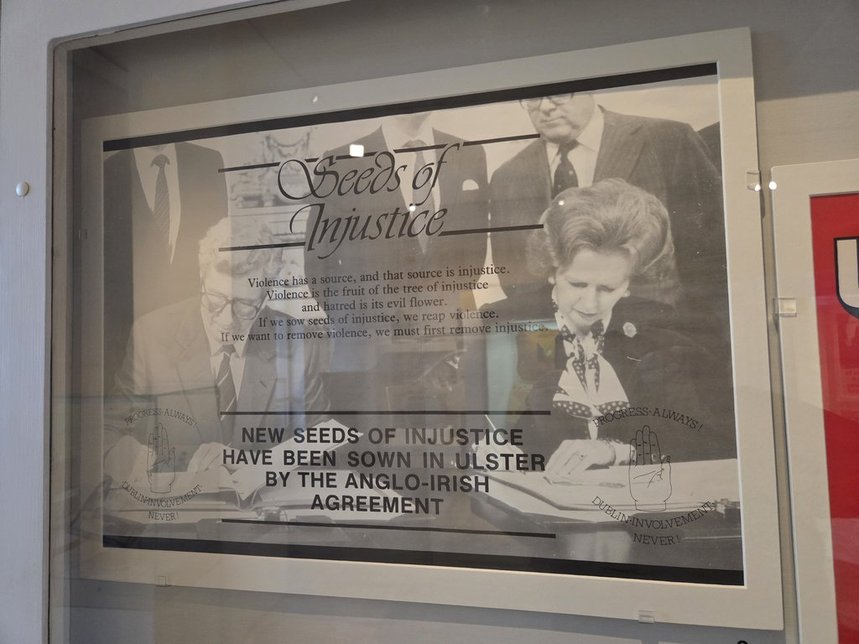 Seeds of
Injustice
Violence has a source, and that source is injustice.
Violence is the fruit of the tree of injustice
and hatred is its evil flower.
If we sow seeds of injustice, we reap violence.
If we want to remove violence, we must first remove injustice.
NEW SEEDS OF INJUSTICE
HAVE BEEN SOWN IN ULSTER
BY THE ANGLO-IRISH
AGREEMENT
PROGRESS·ALWAYS!
DUBLIN·INVOLVEMENT
NEVER!
PROGRESS·ALWAYS!
DUBLIN·INVOLVEMENT
NEVER!